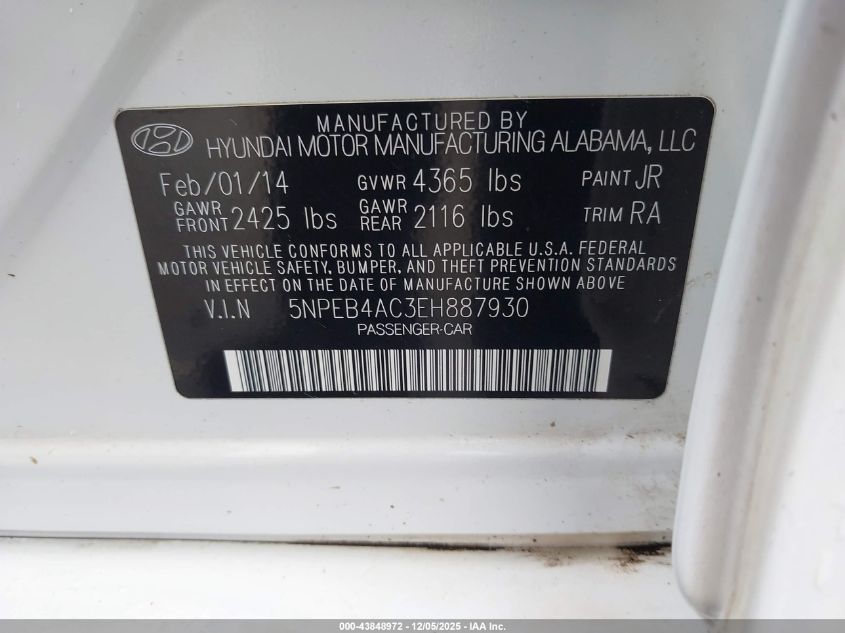 MANUFACTURED BY
HYUNDAI MOTOR MANUFACTURING ALABAMA, LLC
Feb/01/14 GVWR 4365 lbs PAINT JR
GAWR FRONT 2425 lbs GAWR REAR 2116 lbs TRIM RA
THIS VEHICLE CONFORMS TO ALL APPLICABLE U.S.A. FEDERAL
MOTOR VEHICLE SAFETY, BUMPER, AND THEFT PREVENTION STANDARDS
IN EFFECT ON THE DATE OF MANUFACTURE SHOWN ABOVE
V.I.N 5NPEB4AC3EH887930
PASSENGER-CAR
000-43848972 - 12/05/2025 - IAA Inc.